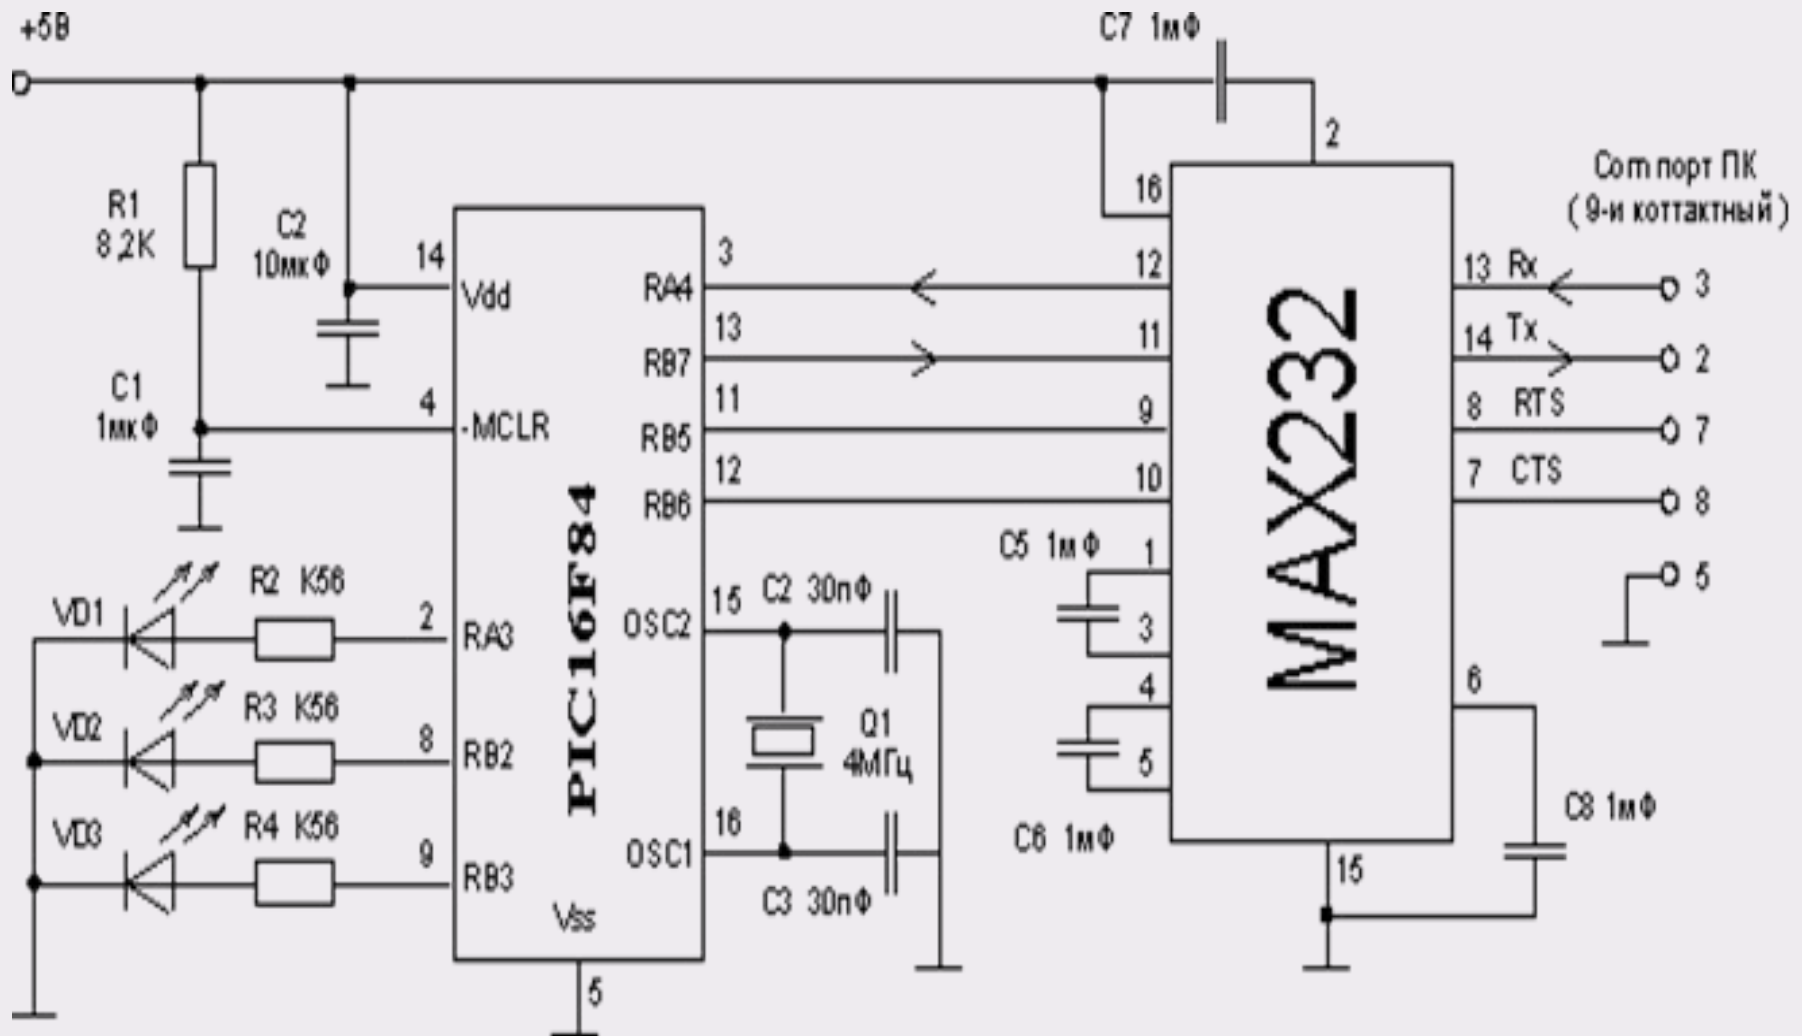 +5В
C7 1мФ
2
Com порт ПК
( 9-и коттактный )
R1
8,2K
C2
10мкФ
14
Vdd
3
RA4
16
12
13 Rx
3
13
RB7
11
14 Tx
2
C1
1мкФ
4
-MCLR
11
RB5
9
8 RTS
7
12
RB6
10
7 CTS
8
PIC16F84
MAX232
C5 1мФ
1
3
5
VD1
R2 K56
2
RA3
15
OSC2
C2 30пФ
4
5
6
VD2
R3 K56
8
RB2
Q1
4МГц
C6 1мФ
C8 1мФ
VD3
R4 K56
9
RB3
16
OSC1
C3 30пФ
15
Vss
5